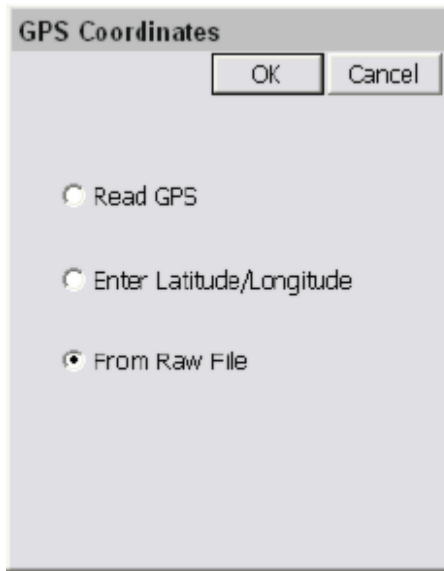 GPS Coordinates
OK Cancel
Read GPS
Enter Latitude/Longitude
From Raw File